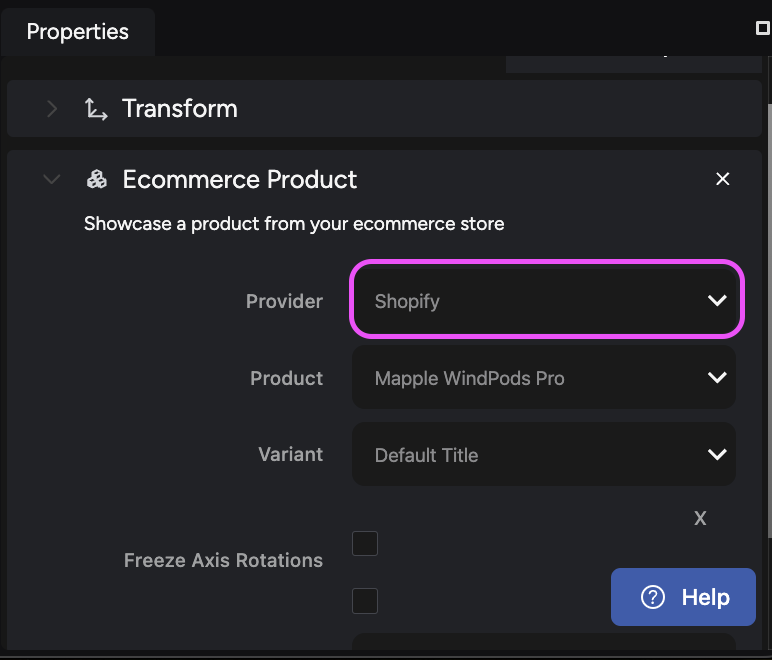 Properties
Transform
Ecommerce Product
Showcase a product from your ecommerce store
Provider
Shopify
Product
Mapple WindPods Pro
Variant
Default Title
X
Freeze Axis Rotations
Help